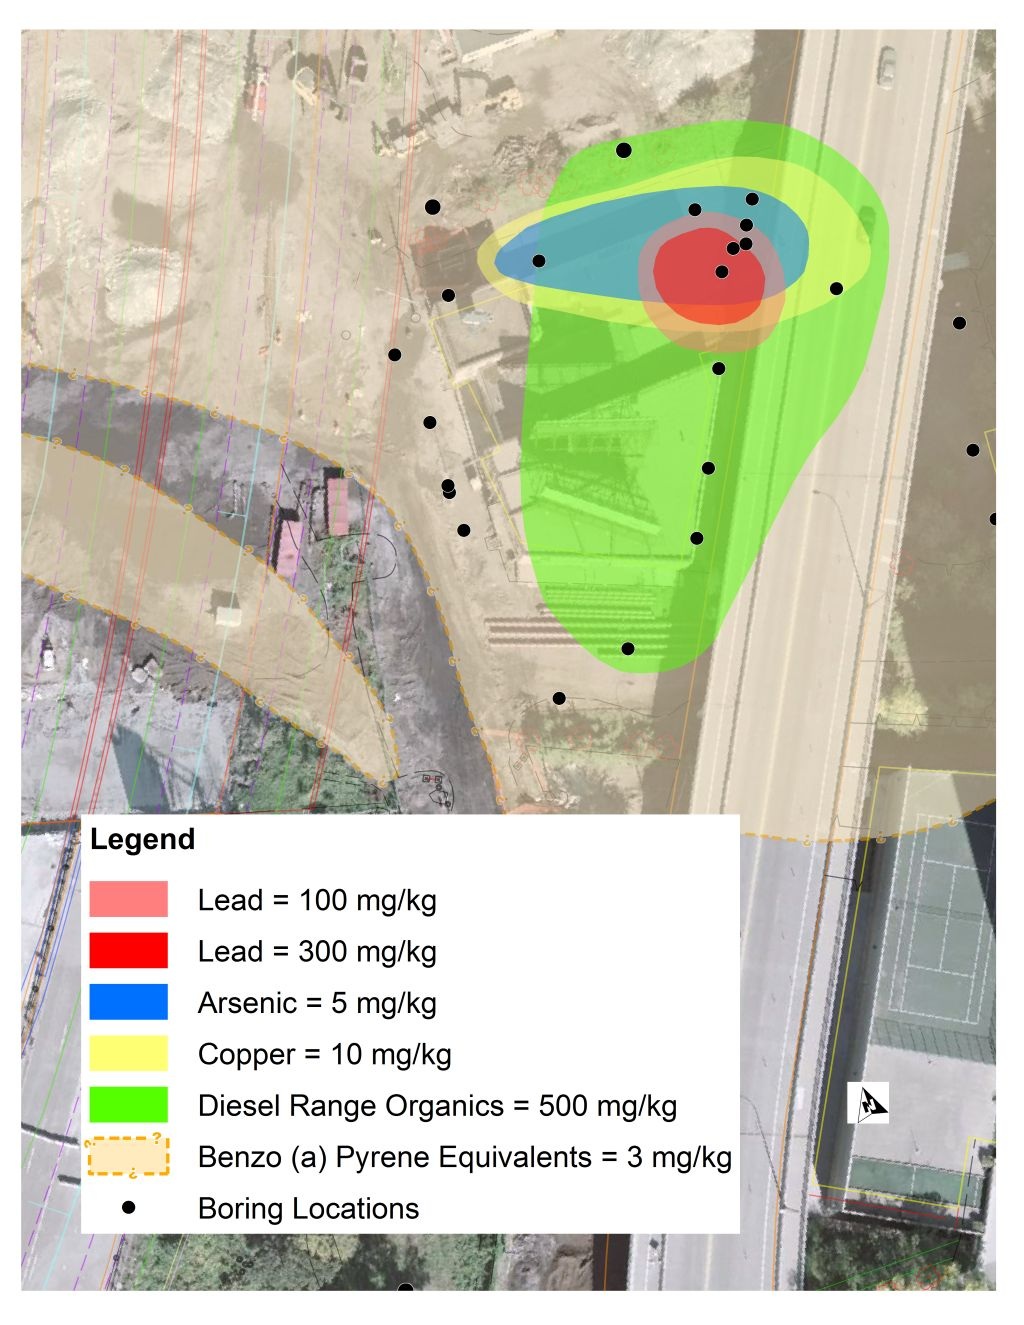 Legend
Lead = 100 mg/kg
Lead = 300 mg/kg
Arsenic = 5 mg/kg
Copper = 10 mg/kg
Diesel Range Organics = 500 mg/kg
Benzo (a) Pyrene Equivalents = 3 mg/kg
Boring Locations
N